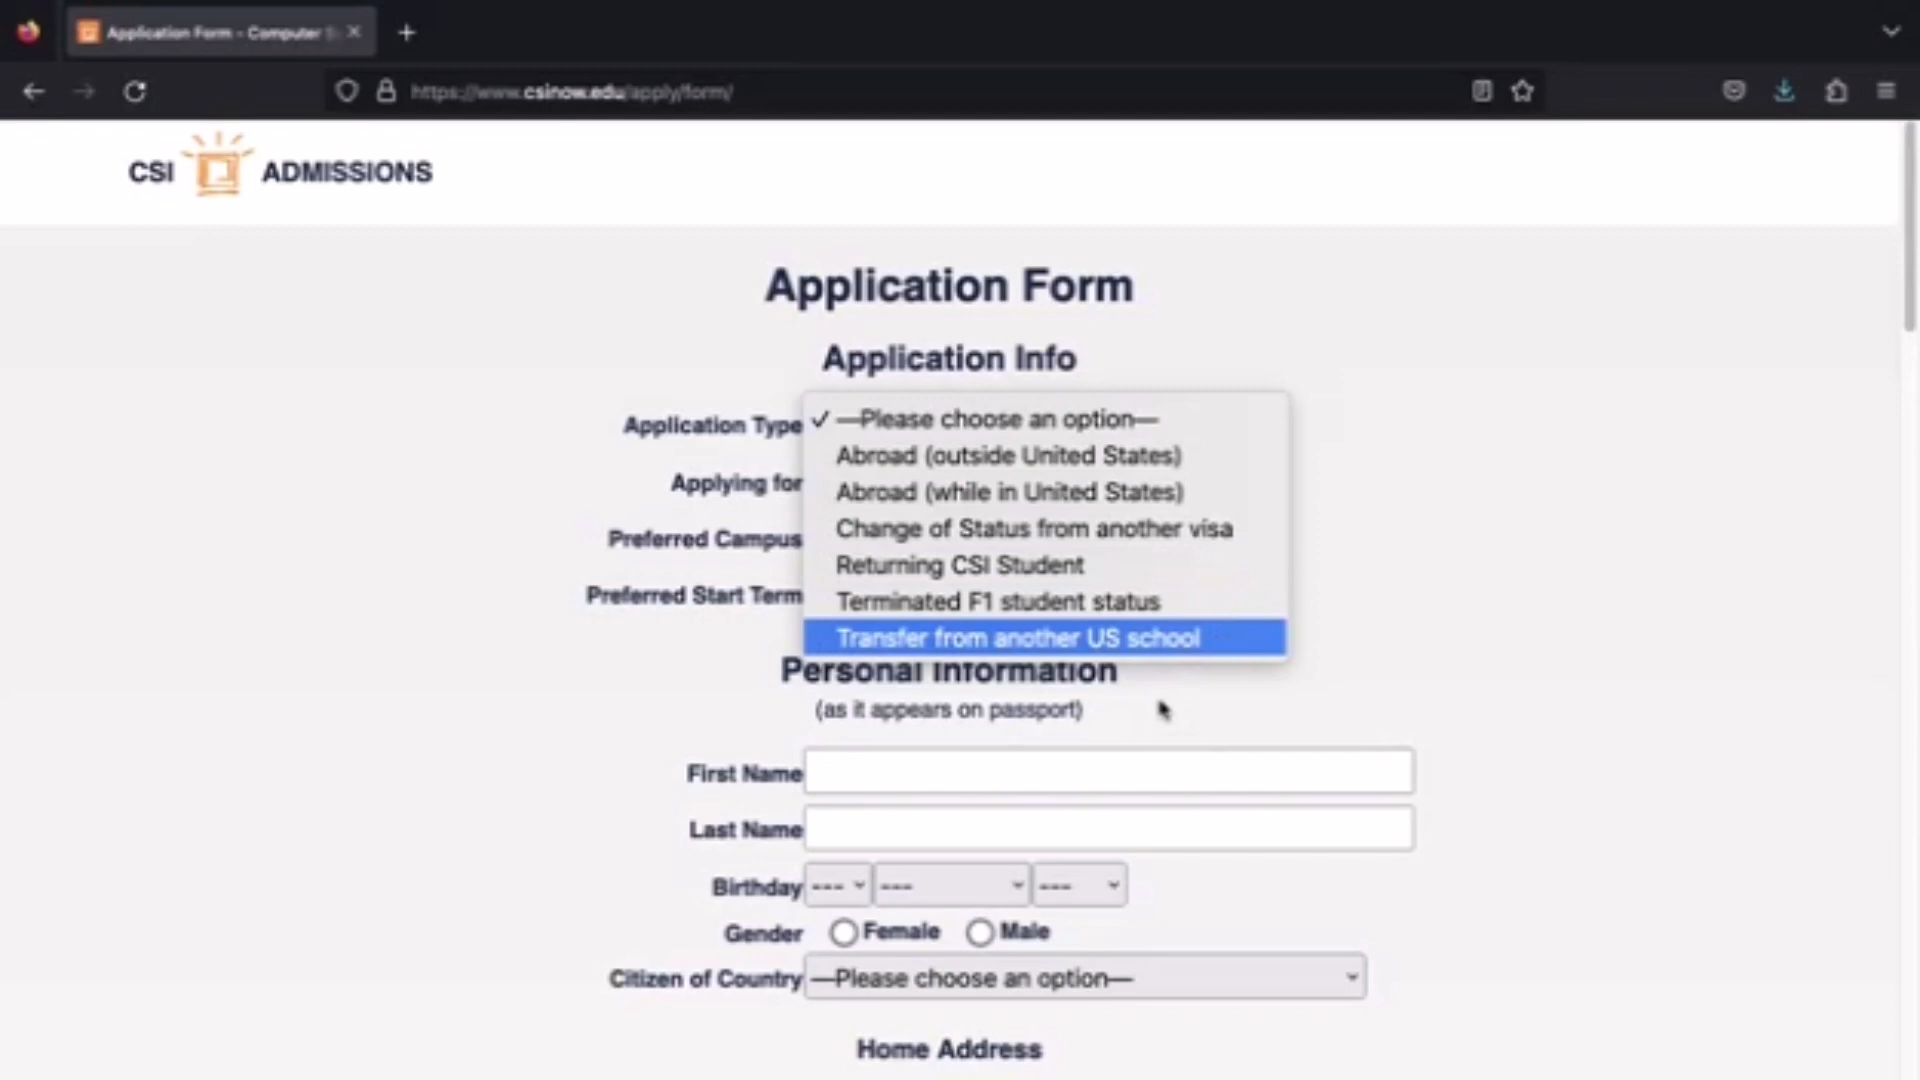 Application Form - Computer S
https://www.csinow.edu/apply/form/
CSI ADMISSIONS
Application Form
Application Info
Application Type
✓ —Please choose an option—
Abroad (outside United States)
Applying for
Abroad (while in United States)
Change of Status from another visa
Preferred Campus
Returning CSI Student
Preferred Start Term
Terminated F1 student status
Transfer from another US school
Personal Information
(as it appears on passport)
First Name
Last Name
Birthday --- --- ---
Gender Female Male
Citizen of Country —Please choose an option—
Home Address